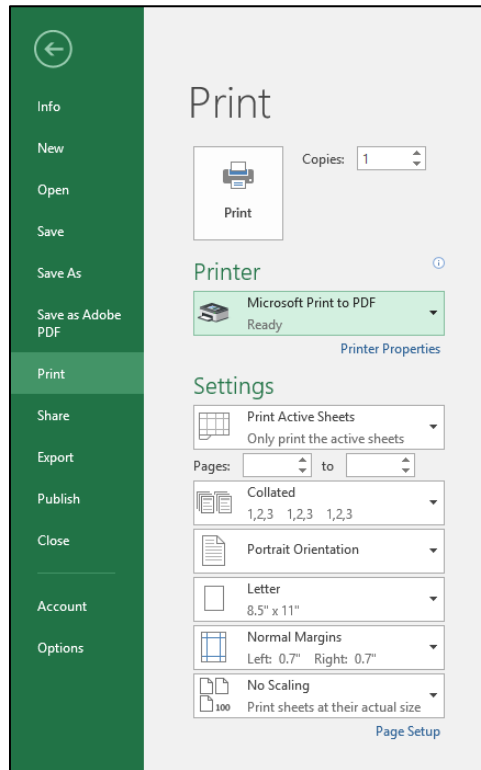 Info
New
Open
Save
Save As
Save as Adobe
PDF
Print
Share
Export
Publish
Close
Account
Options
Print
Print
Copies: 1
Printer
Microsoft Print to PDF
Ready
Printer Properties
Settings
Print Active Sheets
Only print the active sheets
Pages: to
Collated
1,2,3 1,2,3 1,2,3
Portrait Orientation
Letter
8.5" x 11"
Normal Margins
Left: 0.7" Right: 0.7"
No Scaling
100
Print sheets at their actual size
Page Setup